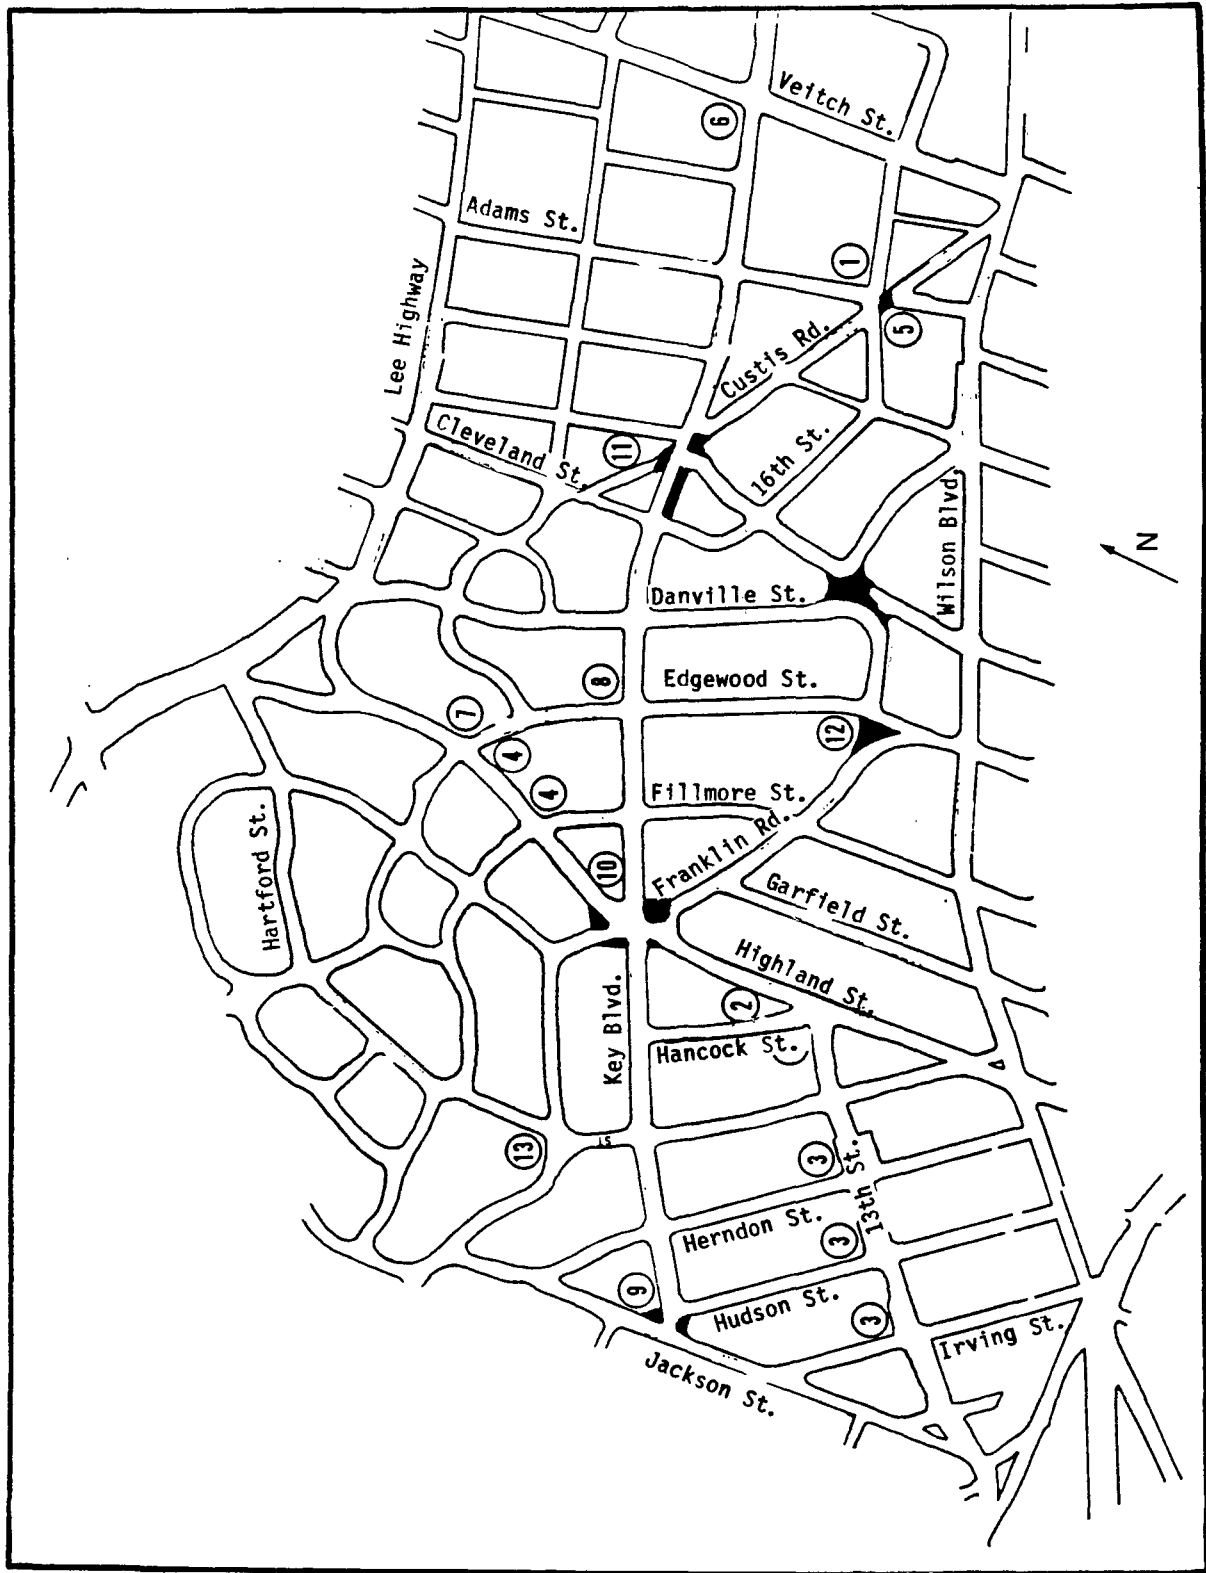 Veitch St.
6
Adams St.
1
Lee Highway
5
Custis Rd.
Cleveland St.
11
16th St.
Wilson Blvd.
N
Danville St.
8
Edgewood St.
7
12
4
4
Fillmore St.
Hartford St.
10
Franklin Rd.
Garfield St.
Highland St.
2
Key Blvd.
Hancock St.
13
3
13th St.
Herndon St.
3
9
Hudson St.
3
Irving St.
Jackson St.